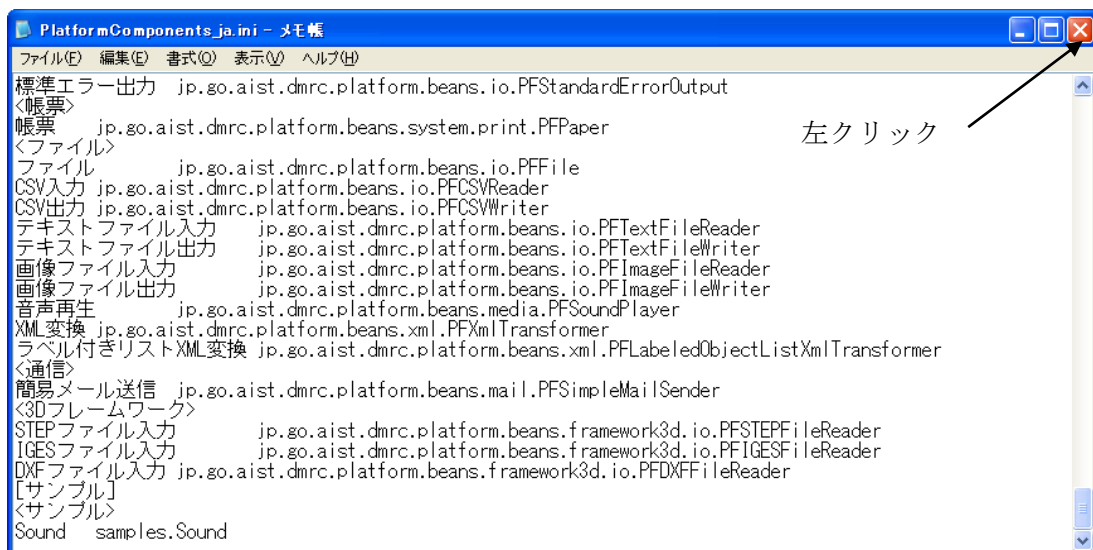 PlatformComponents_ja.ini - メモ帳
ファイル(F) 編集(E) 書式(O) 表示(V) ヘルプ(H)
標準エラー出力 jp.go.aist.dmrc.platform.beans.io.PFStandardErrorOutput
<帳票>
帳票 jp.go.aist.dmrc.platform.beans.system.print.PFPaper
左クリック
<ファイル>
ファイル jp.go.aist.dmrc.platform.beans.io.PFFile
CSV入力 jp.go.aist.dmrc.platform.beans.io.PFCSVReader
CSV出力 jp.go.aist.dmrc.platform.beans.io.PFCSVWriter
テキストファイル入力 jp.go.aist.dmrc.platform.beans.io.PFTextFileReader
テキストファイル出力 jp.go.aist.dmrc.platform.beans.io.PFTextFileWriter
画像ファイル入力 jp.go.aist.dmrc.platform.beans.io.PFImageFileReader
画像ファイル出力 jp.go.aist.dmrc.platform.beans.io.PFImageFileWriter
音声再生 jp.go.aist.dmrc.platform.beans.media.PFSoundPlayer
XML変換 jp.go.aist.dmrc.platform.beans.xml.PFXmlTransformer
ラベル付きリストXML変換 jp.go.aist.dmrc.platform.beans.xml.PFLabeledObjectListXmlTransformer
<通信>
簡易メール送信 jp.go.aist.dmrc.platform.beans.mail.PFSimpleMailSender
<3Dフレームワーク>
STEPファイル入力 jp.go.aist.dmrc.platform.beans.framework3d.io.PFSTEPFileReader
IGESファイル入力 jp.go.aist.dmrc.platform.beans.framework3d.io.PFIGESFileReader
DXFファイル入力 jp.go.aist.dmrc.platform.beans.framework3d.io.PFDXFFileReader
[サンプル]
<サンプル>
Sound samples.Sound